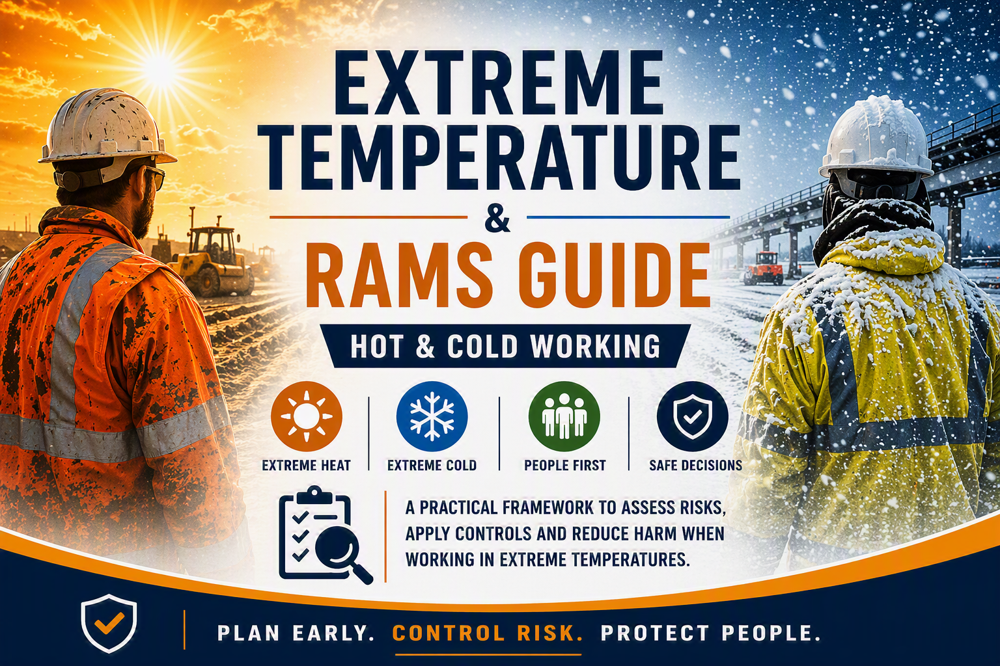 EXTREME
TEMPERATURE
&
RAMS GUIDE
HOT & COLD WORKING
EXTREME HEAT
EXTREME COLD
PEOPLE FIRST
SAFE DECISIONS
A PRACTICAL FRAMEWORK TO ASSESS RISKS,
APPLY CONTROLS AND REDUCE HARM WHEN
WORKING IN EXTREME TEMPERATURES.
PLAN EARLY. CONTROL RISK. PROTECT PEOPLE.